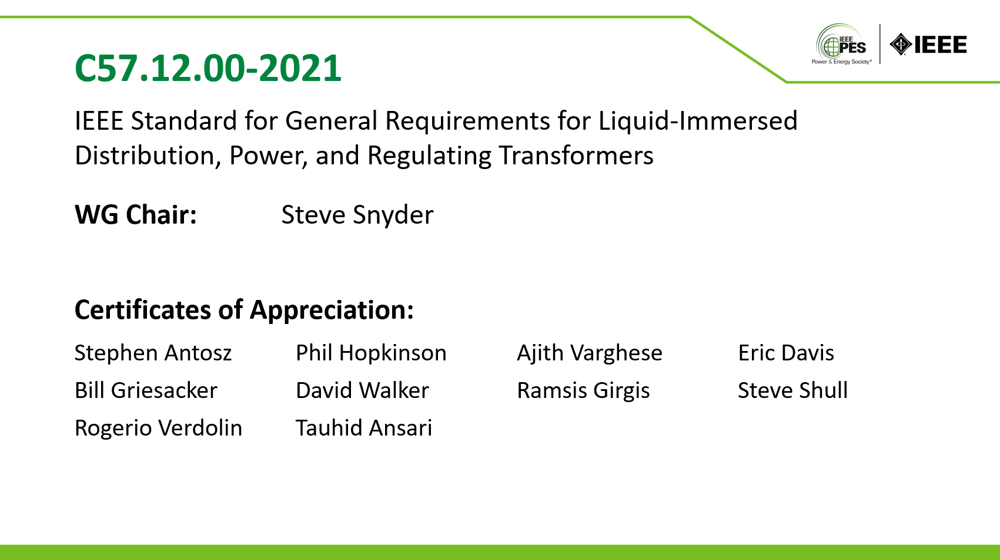 IEEE
PES
Power & Energy Society®
IEEE
C57.12.00-2021
IEEE Standard for General Requirements for Liquid-Immersed
Distribution, Power, and Regulating Transformers
WG Chair: Steve Snyder
Certificates of Appreciation:
Stephen Antosz Phil Hopkinson Ajith Varghese Eric Davis
Bill Griesacker David Walker Ramsis Girgis Steve Shull
Rogerio Verdolin Tauhid Ansari